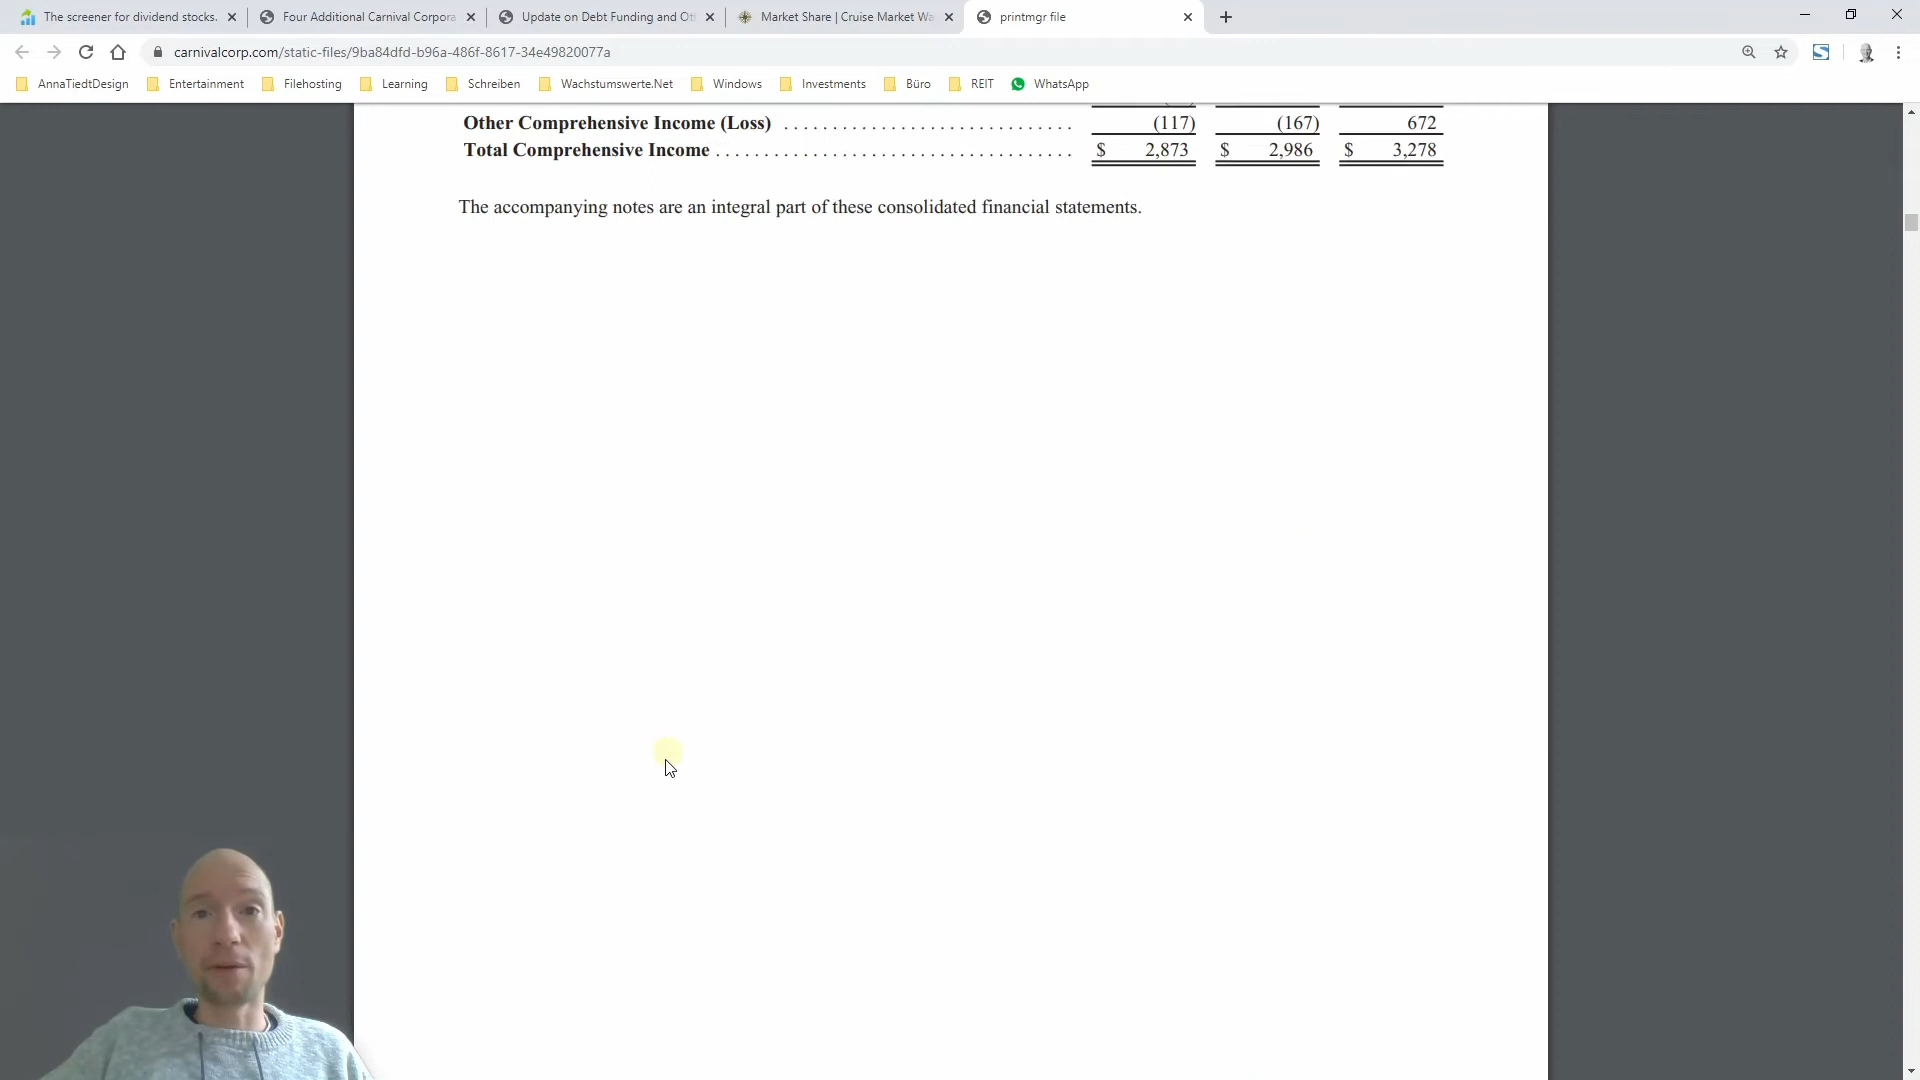 The screener for dividend stocks.
Four Additional Carnival Corpora
Update on Debt Funding and Ot
Market Share | Cruise Market Wa
printmgr file
carnivalcorp.com/static-files/9ba84dfd-b96a-486f-8617-34e49820077a
AnnaTiedtDesign
Entertainment
Filehosting
Learning
Schreiben
Wachstumswerte.Net
Windows
Investments
Büro
REIT
WhatsApp
Other Comprehensive Income (Loss) . . . . . . . . . . . . . . . . . . . . . . . . . . . . . . (117) (167) 672
Total Comprehensive Income . . . . . . . . . . . . . . . . . . . . . . . . . . . . . . . . . . . . . $ 2,873 $ 2,986 $ 3,278
The accompanying notes are an integral part of these consolidated financial statements.